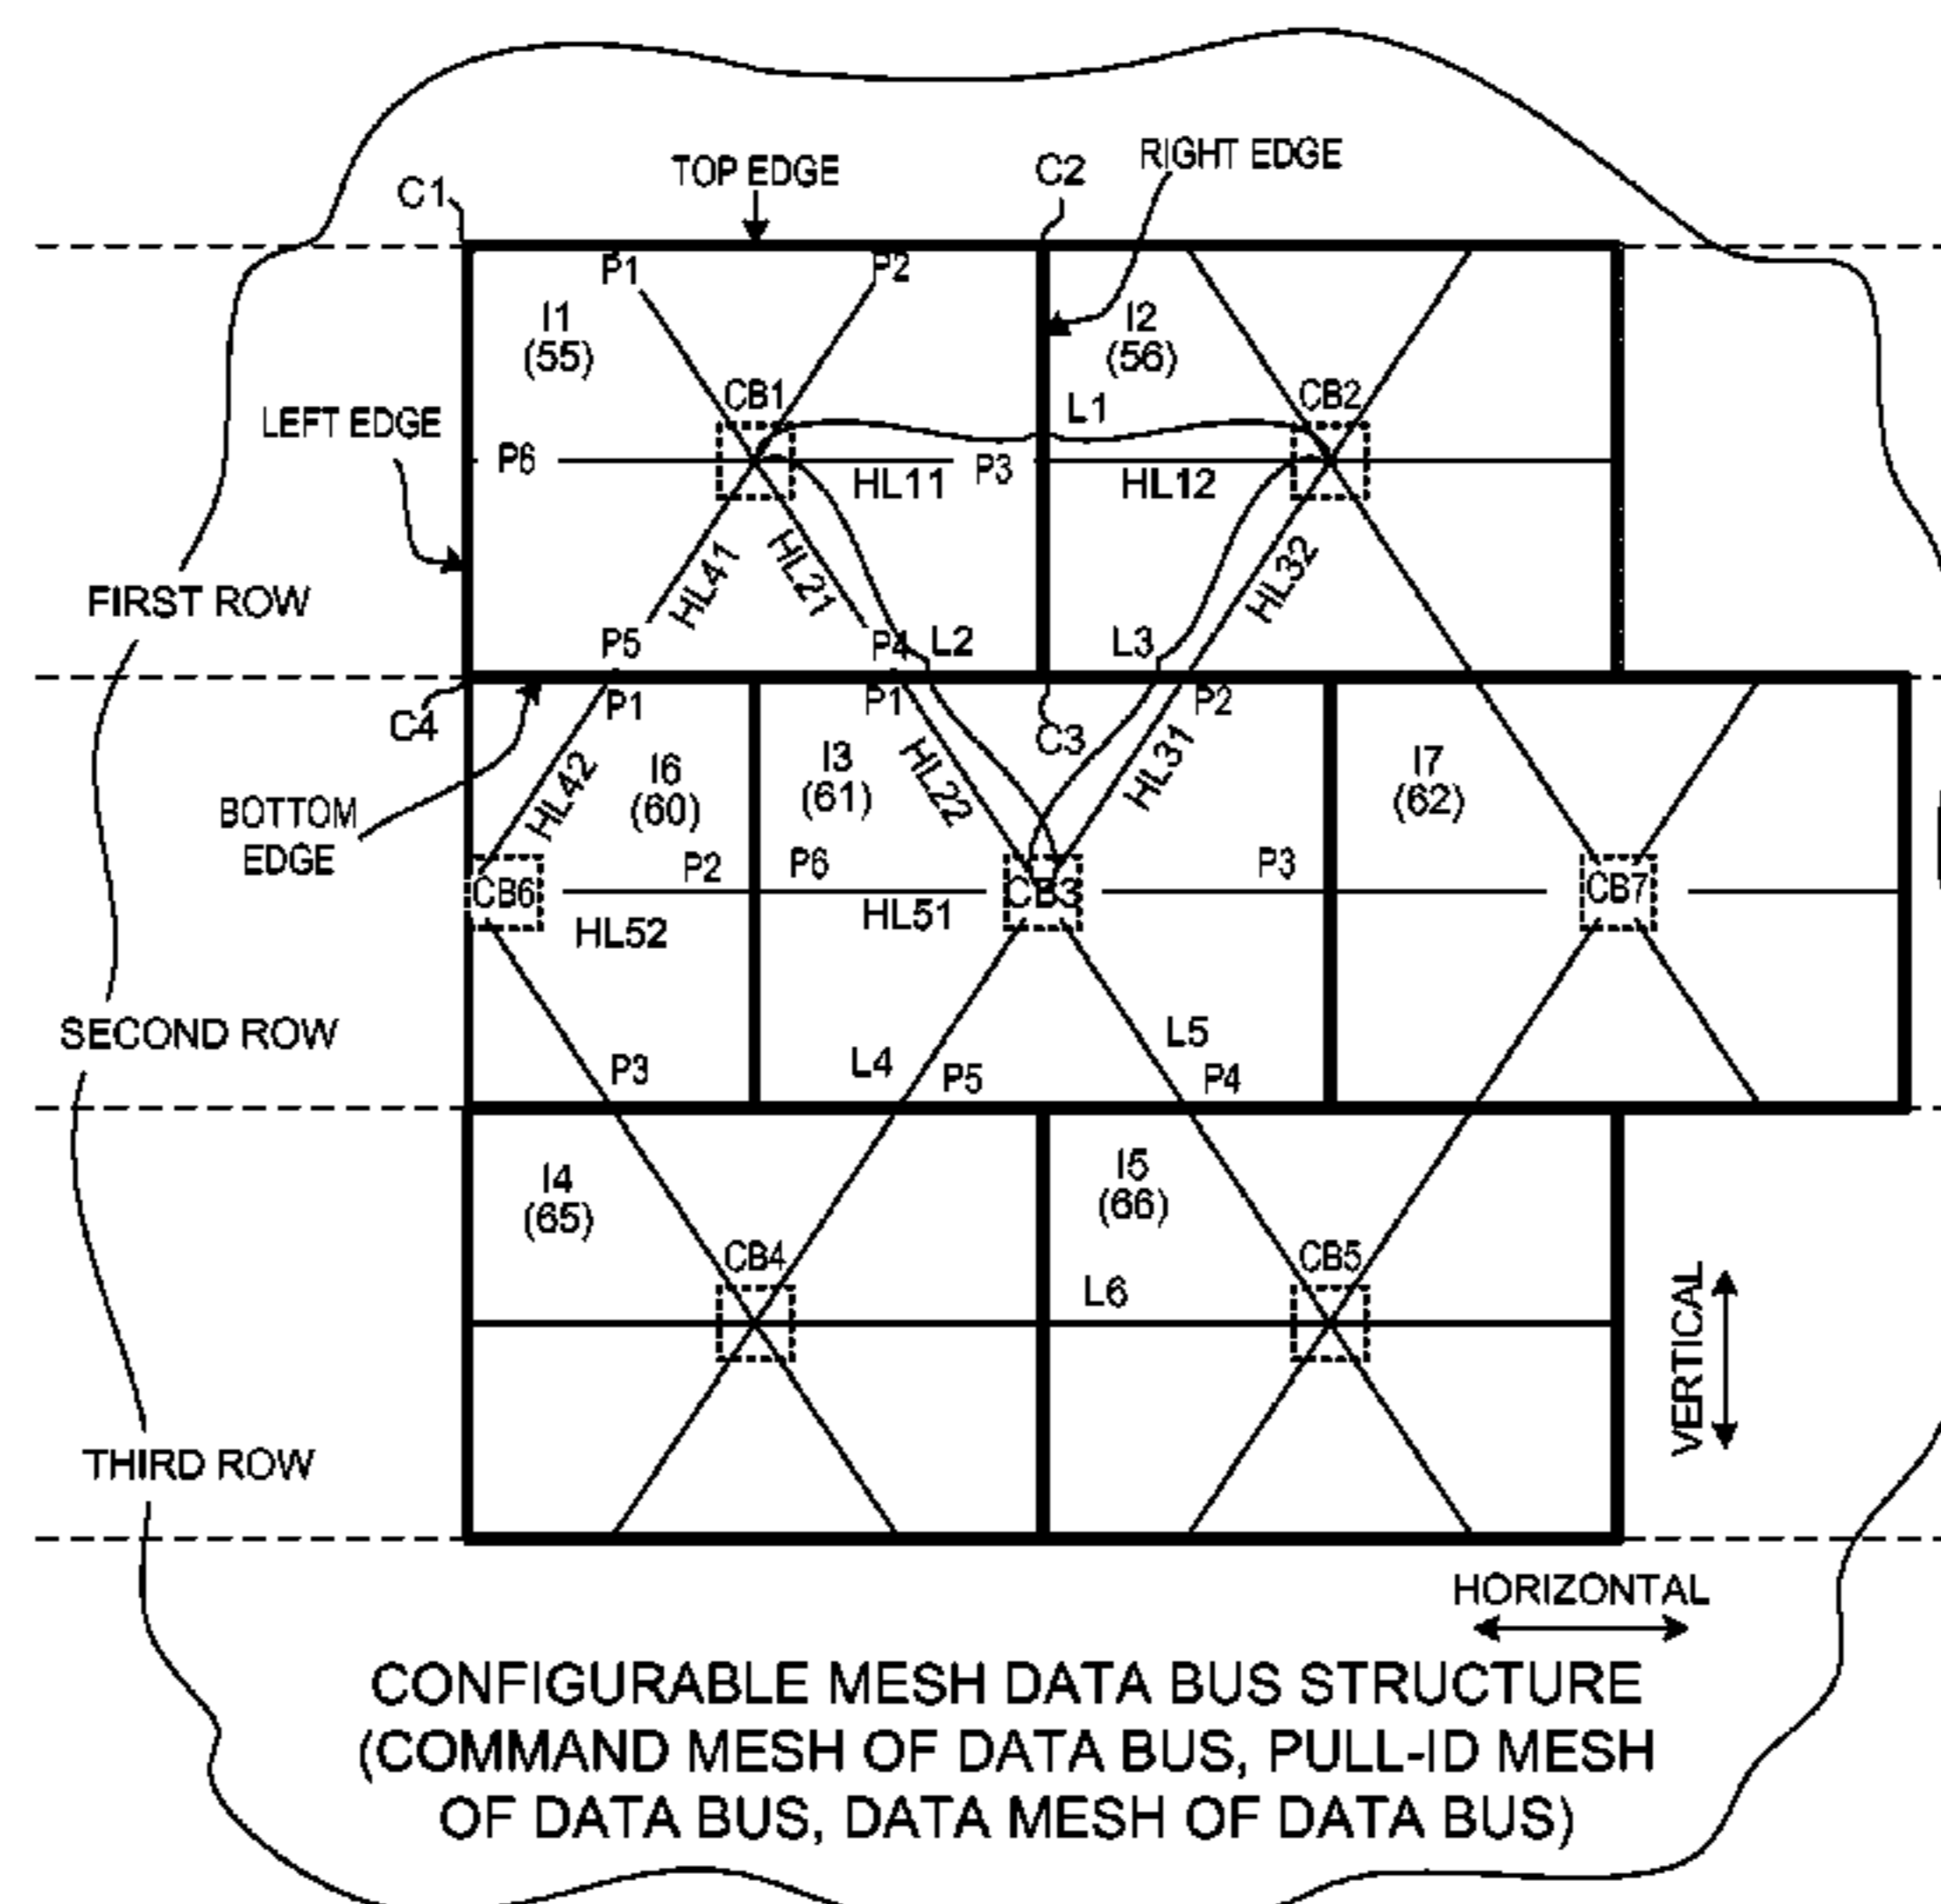 TOP EDGE
RIGHT EDGE
C1
C2
P1
P2
I1
(55)
I2
(56)
CB1
CB2
L1
LEFT EDGE
P6
HL11
P3
HL12
HL41
HL21
HL32
FIRST ROW
P5
P4
L2
L3
C4
P1
P1
P2
C3
I6
(60)
I3
(61)
I7
(62)
HL42
HL22
HL31
BOTTOM
EDGE
P2
P6
P3
CB6
CB3
CB7
HL52
HL51
SECOND ROW
P3
L4
P5
L5
P4
I4
(65)
I5
(66)
CB4
CB5
L6
VERTICAL
THIRD ROW
HORIZONTAL
CONFIGURABLE MESH DATA BUS STRUCTURE
(COMMAND MESH OF DATA BUS, PULL-ID MESH
OF DATA BUS, DATA MESH OF DATA BUS)